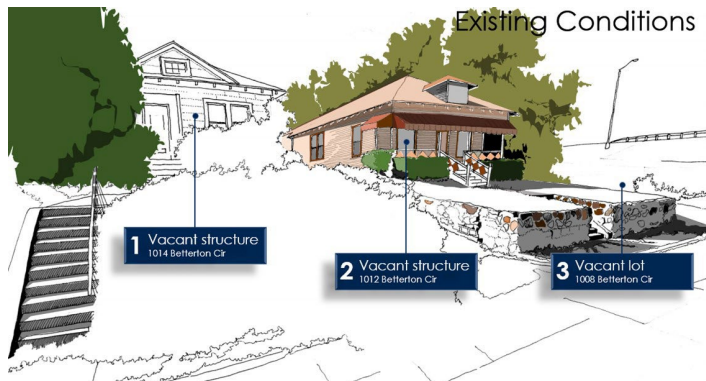 Existing Conditions
1 Vacant structure
1014 Betterton Cir
2 Vacant structure
1012 Betterton Cir
3 Vacant lot
1008 Betterton Cir